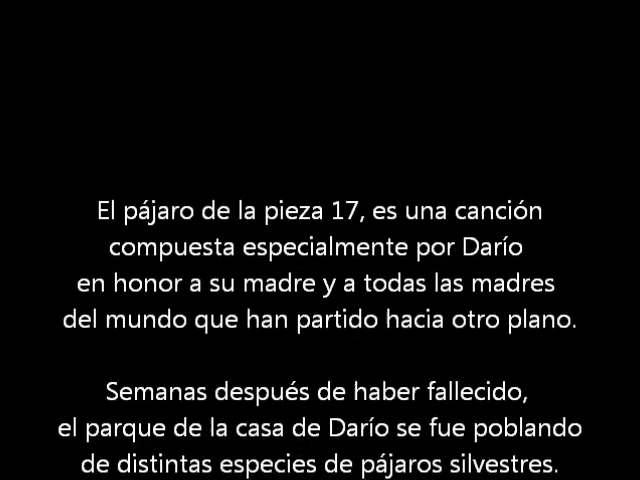 El pájaro de la pieza 17, es una canción
compuesta especialmente por Darío
en honor a su madre y a todas las madres
del mundo que han partido hacia otro plano.
Semanas después de haber fallecido,
el parque de la casa de Darío se fue poblando
de distintas especies de pájaros silvestres.